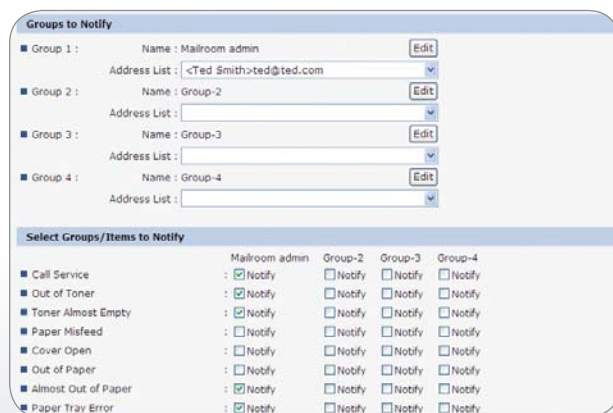 Groups to Notify
Group 1 : Name : Mailroom admin Edit
Address List : <Ted Smith>ted@ted.com
Group 2 : Name : Group-2 Edit
Address List :
Group 3 : Name : Group-3 Edit
Address List :
Group 4 : Name : Group-4 Edit
Address List :
Select Groups/Items to Notify
Mailroom admin Group-2 Group-3 Group-4
Call Service : Notify Notify Notify Notify
Out of Toner : Notify Notify Notify Notify
Toner Almost Empty : Notify Notify Notify Notify
Paper Misfeed : Notify Notify Notify Notify
Cover Open : Notify Notify Notify Notify
Out of Paper : Notify Notify Notify Notify
Almost Out of Paper : Notify Notify Notify Notify
Paper Tray Error : Notify Notify Notify Notify